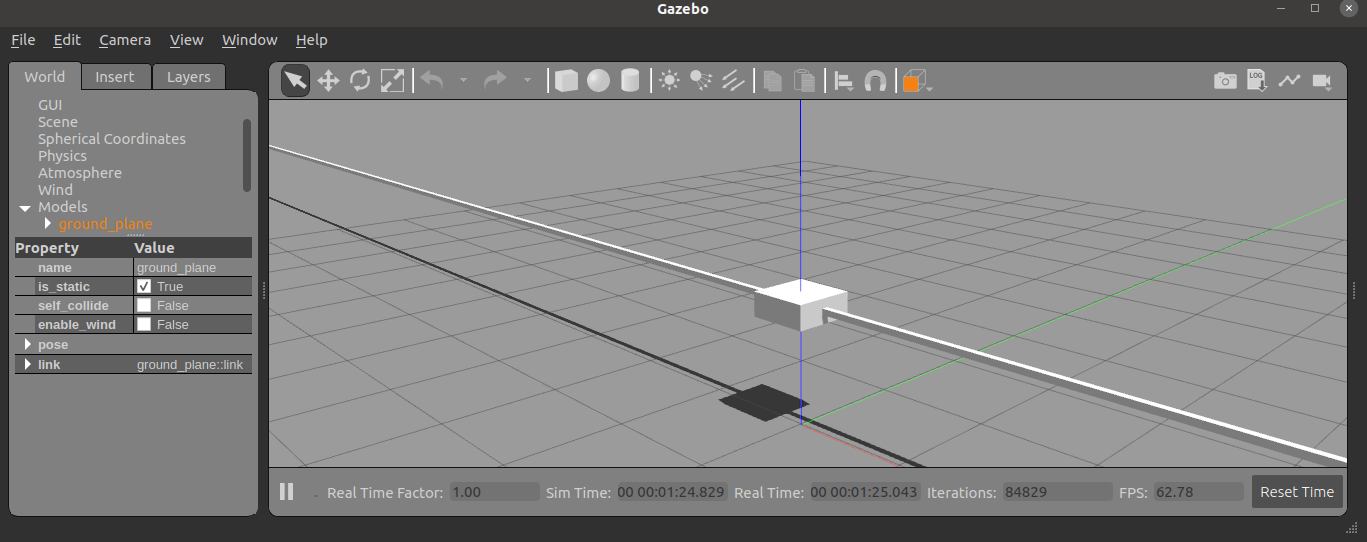 Gazebo
File Edit Camera View Window Help
World Insert Layers
LOG
GUI
Scene
Spherical Coordinates
Physics
Atmosphere
Wind
Models
ground_plane
Property Value
name ground_plane
is_static True
self_collide False
enable_wind False
pose
link ground_plane::link
Real Time Factor: 1.00 Sim Time: 00 00:01:24.829 Real Time: 00 00:01:25.043 Iterations: 84829 FPS: 62.78 Reset Time